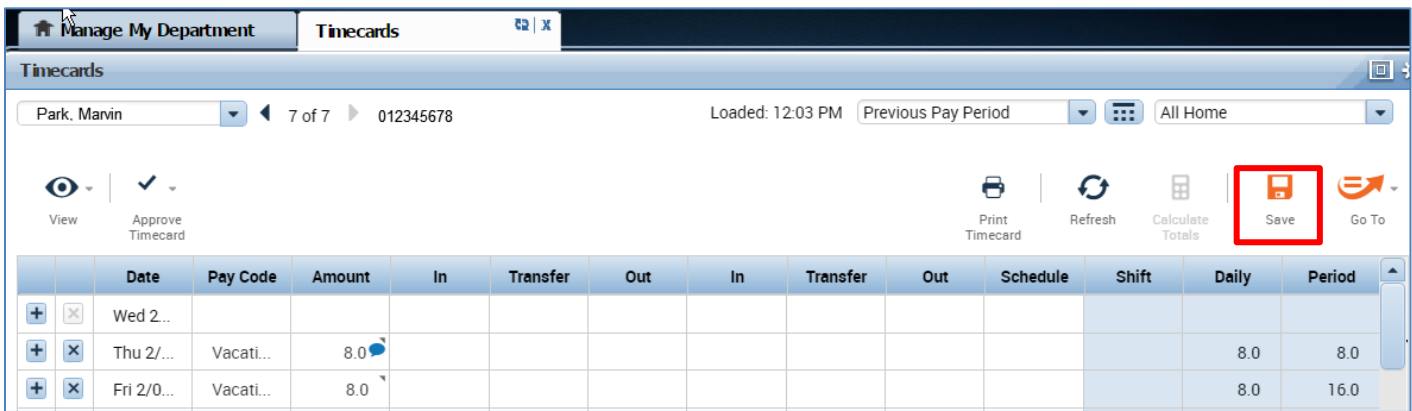 Manage My Department Timecards X
Timecards
Park, Marvin 7 of 7 012345678 Loaded: 12:03 PM Previous Pay Period All Home
View Approve Timecard Print Timecard Refresh Calculate Totals Save Go To
Date Pay Code Amount In Transfer Out In Transfer Out Schedule Shift Daily Period
Wed 2...
Thu 2/... Vacati... 8.0 8.0 8.0
Fri 2/0... Vacati... 8.0 8.0 16.0